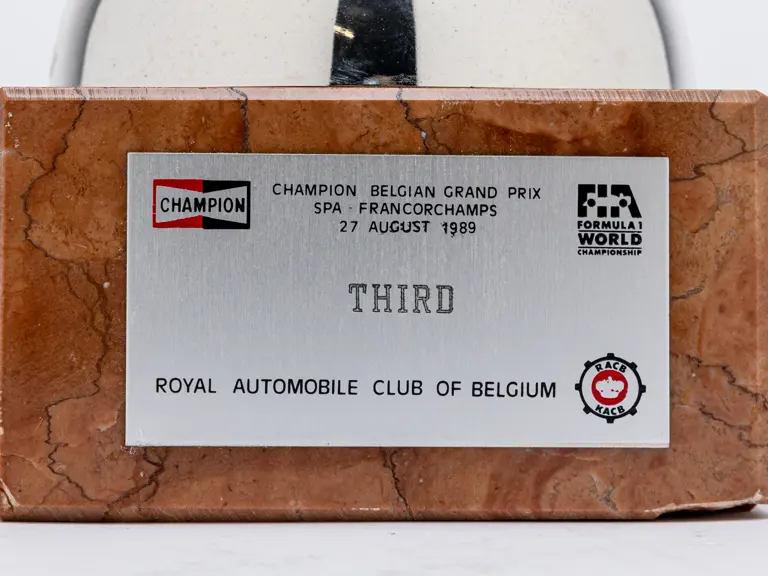 CHAMPION
CHAMPION BELGIAN GRAND PRIX
SPA - FRANCORCHAMPS
27 AUGUST 1989
FIA
FORMULA 1
WORLD
CHAMPIONSHIP
THIRD
ROYAL AUTOMOBILE CLUB OF BELGIUM
RACB
KACB